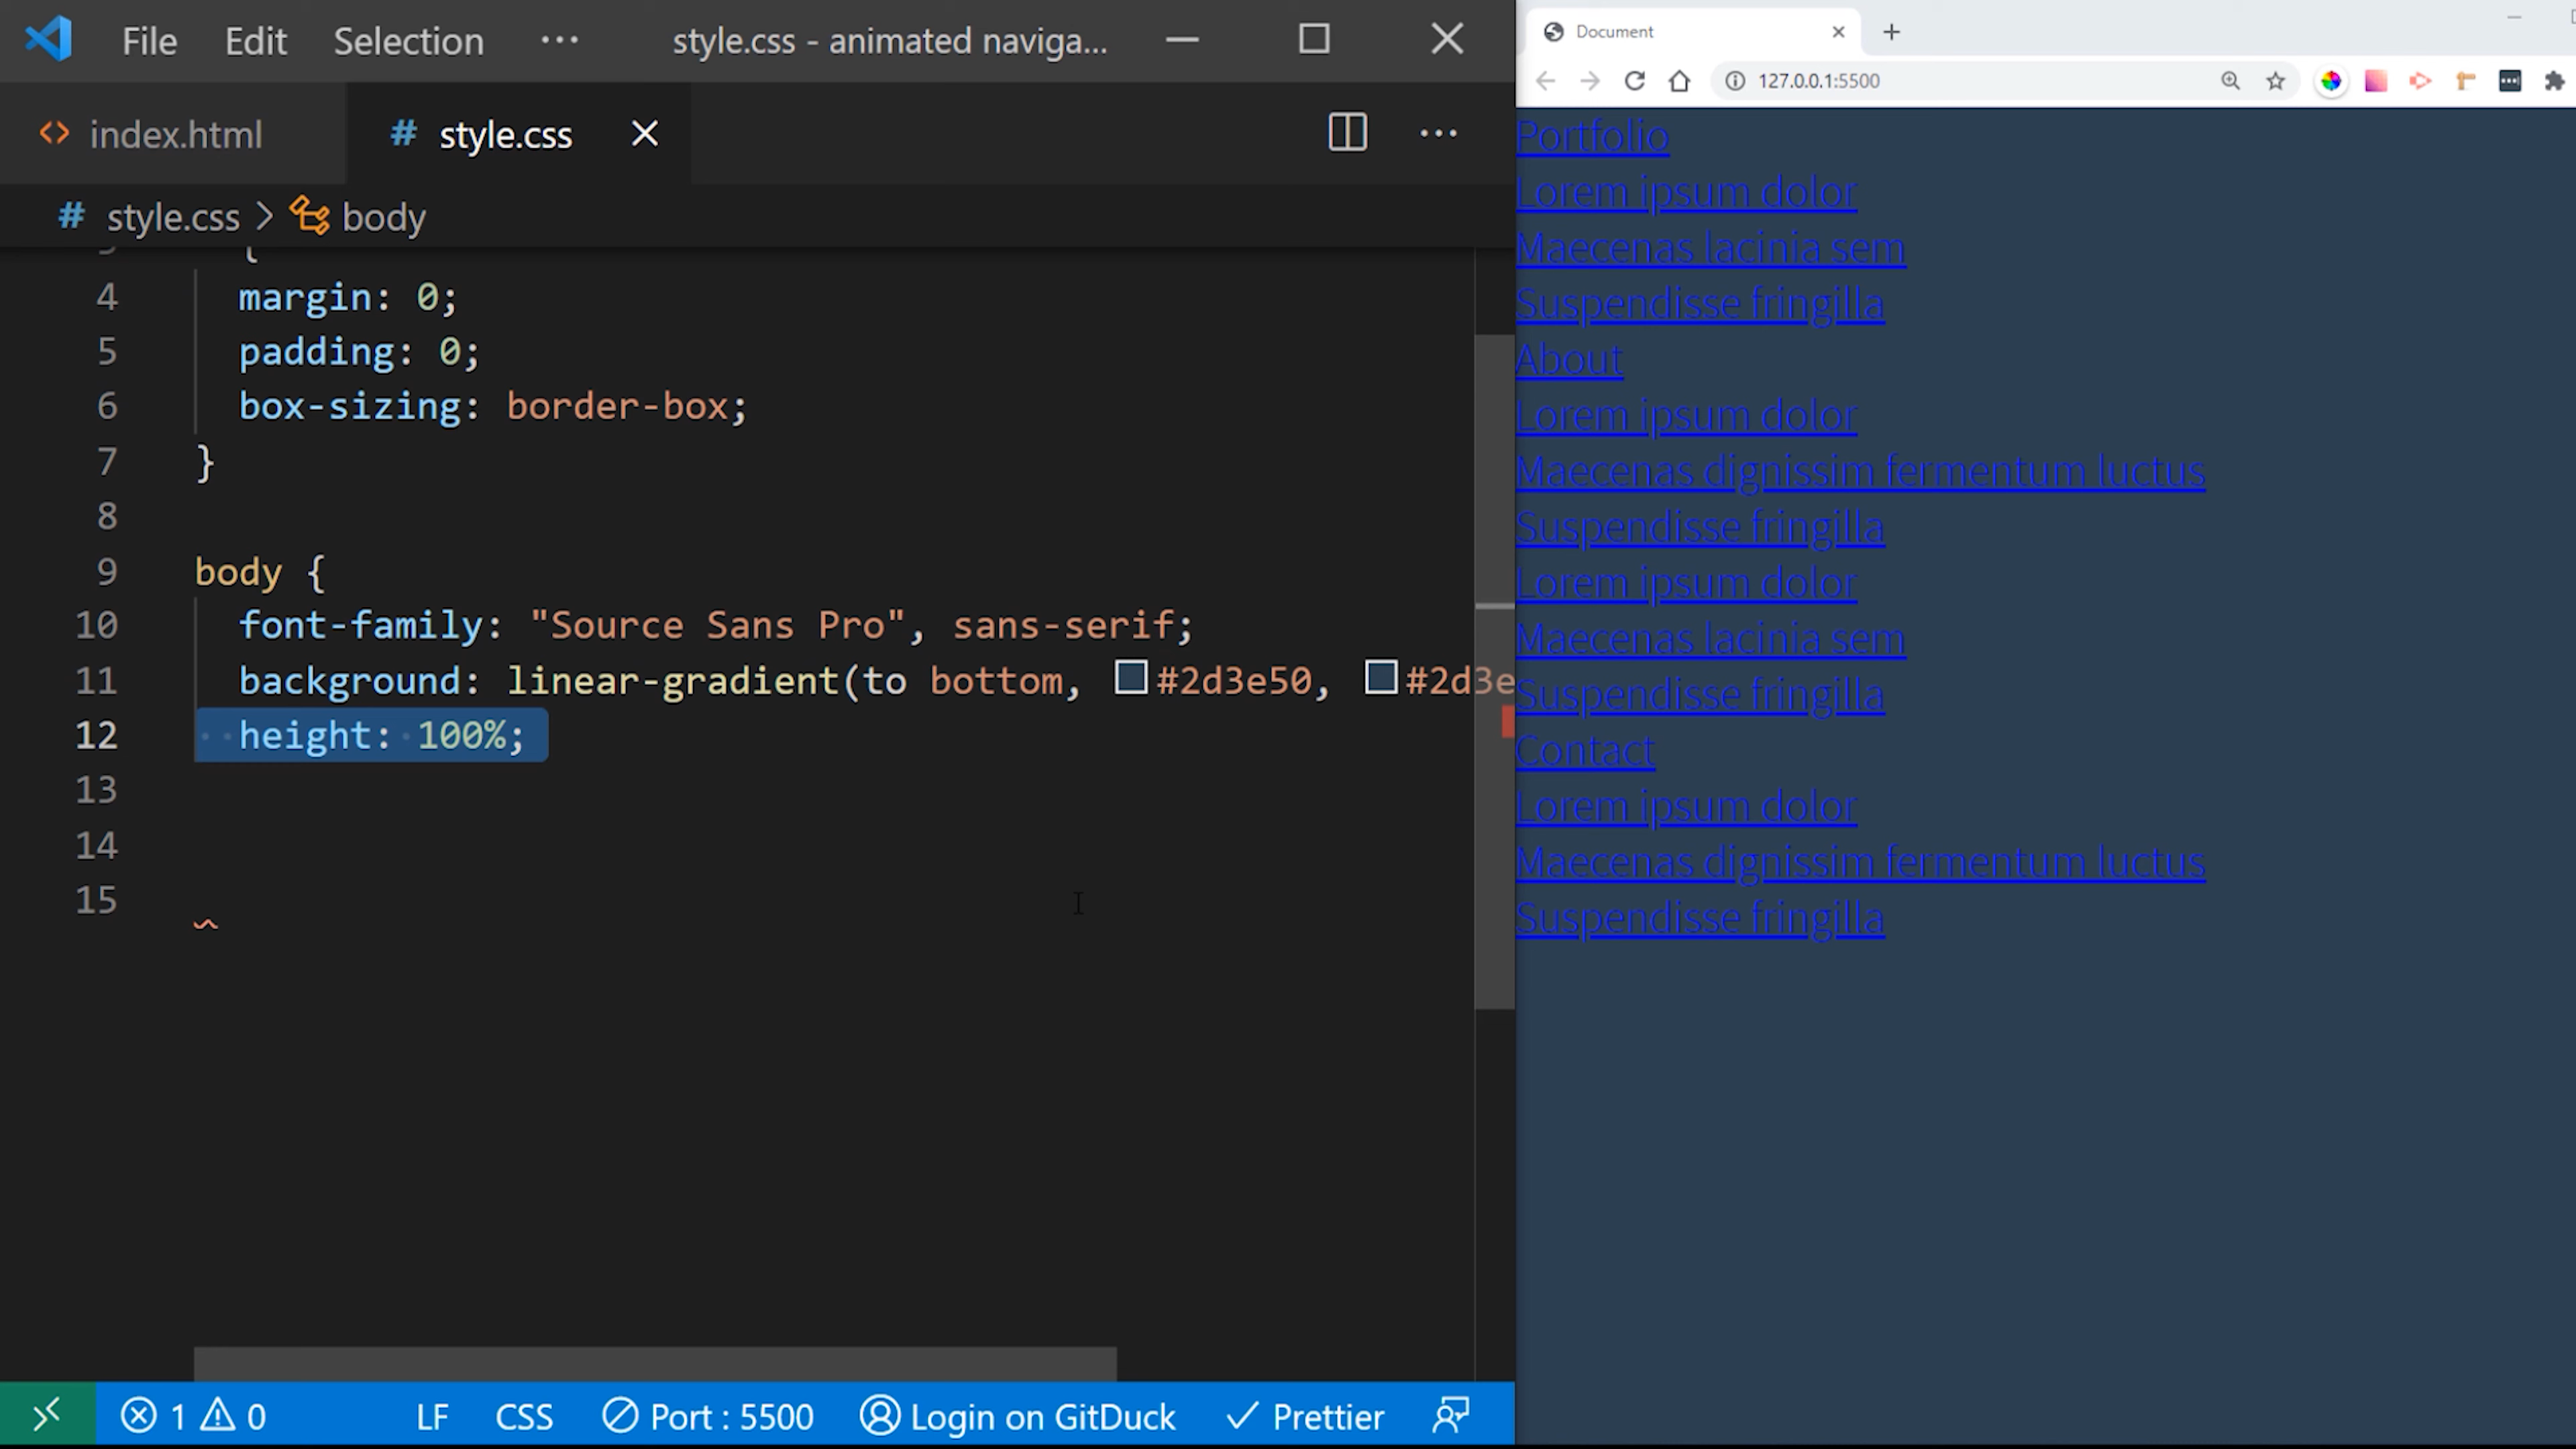 File Edit Selection ··· style.css - animated naviga...
index.html
# style.css
# style.css > body
{
4 margin: 0;
5 padding: 0;
6 box-sizing: border-box;
7 }
8
9 body {
10 font-family: "Source Sans Pro", sans-serif;
11 background: linear-gradient(to bottom, #2d3e50, #2d3e
12 height: 100%;
13
14
15
1 0 LF CSS Port : 5500 Login on GitDuck Prettier
Document
127.0.0.1:5500
Portfolio
Lorem ipsum dolor
Maecenas lacinia sem
Suspendisse fringilla
About
Lorem ipsum dolor
Maecenas dignissim fermentum luctus
Suspendisse fringilla
Lorem ipsum dolor
Maecenas lacinia sem
Suspendisse fringilla
Contact
Lorem ipsum dolor
Maecenas dignissim fermentum luctus
Suspendisse fringilla